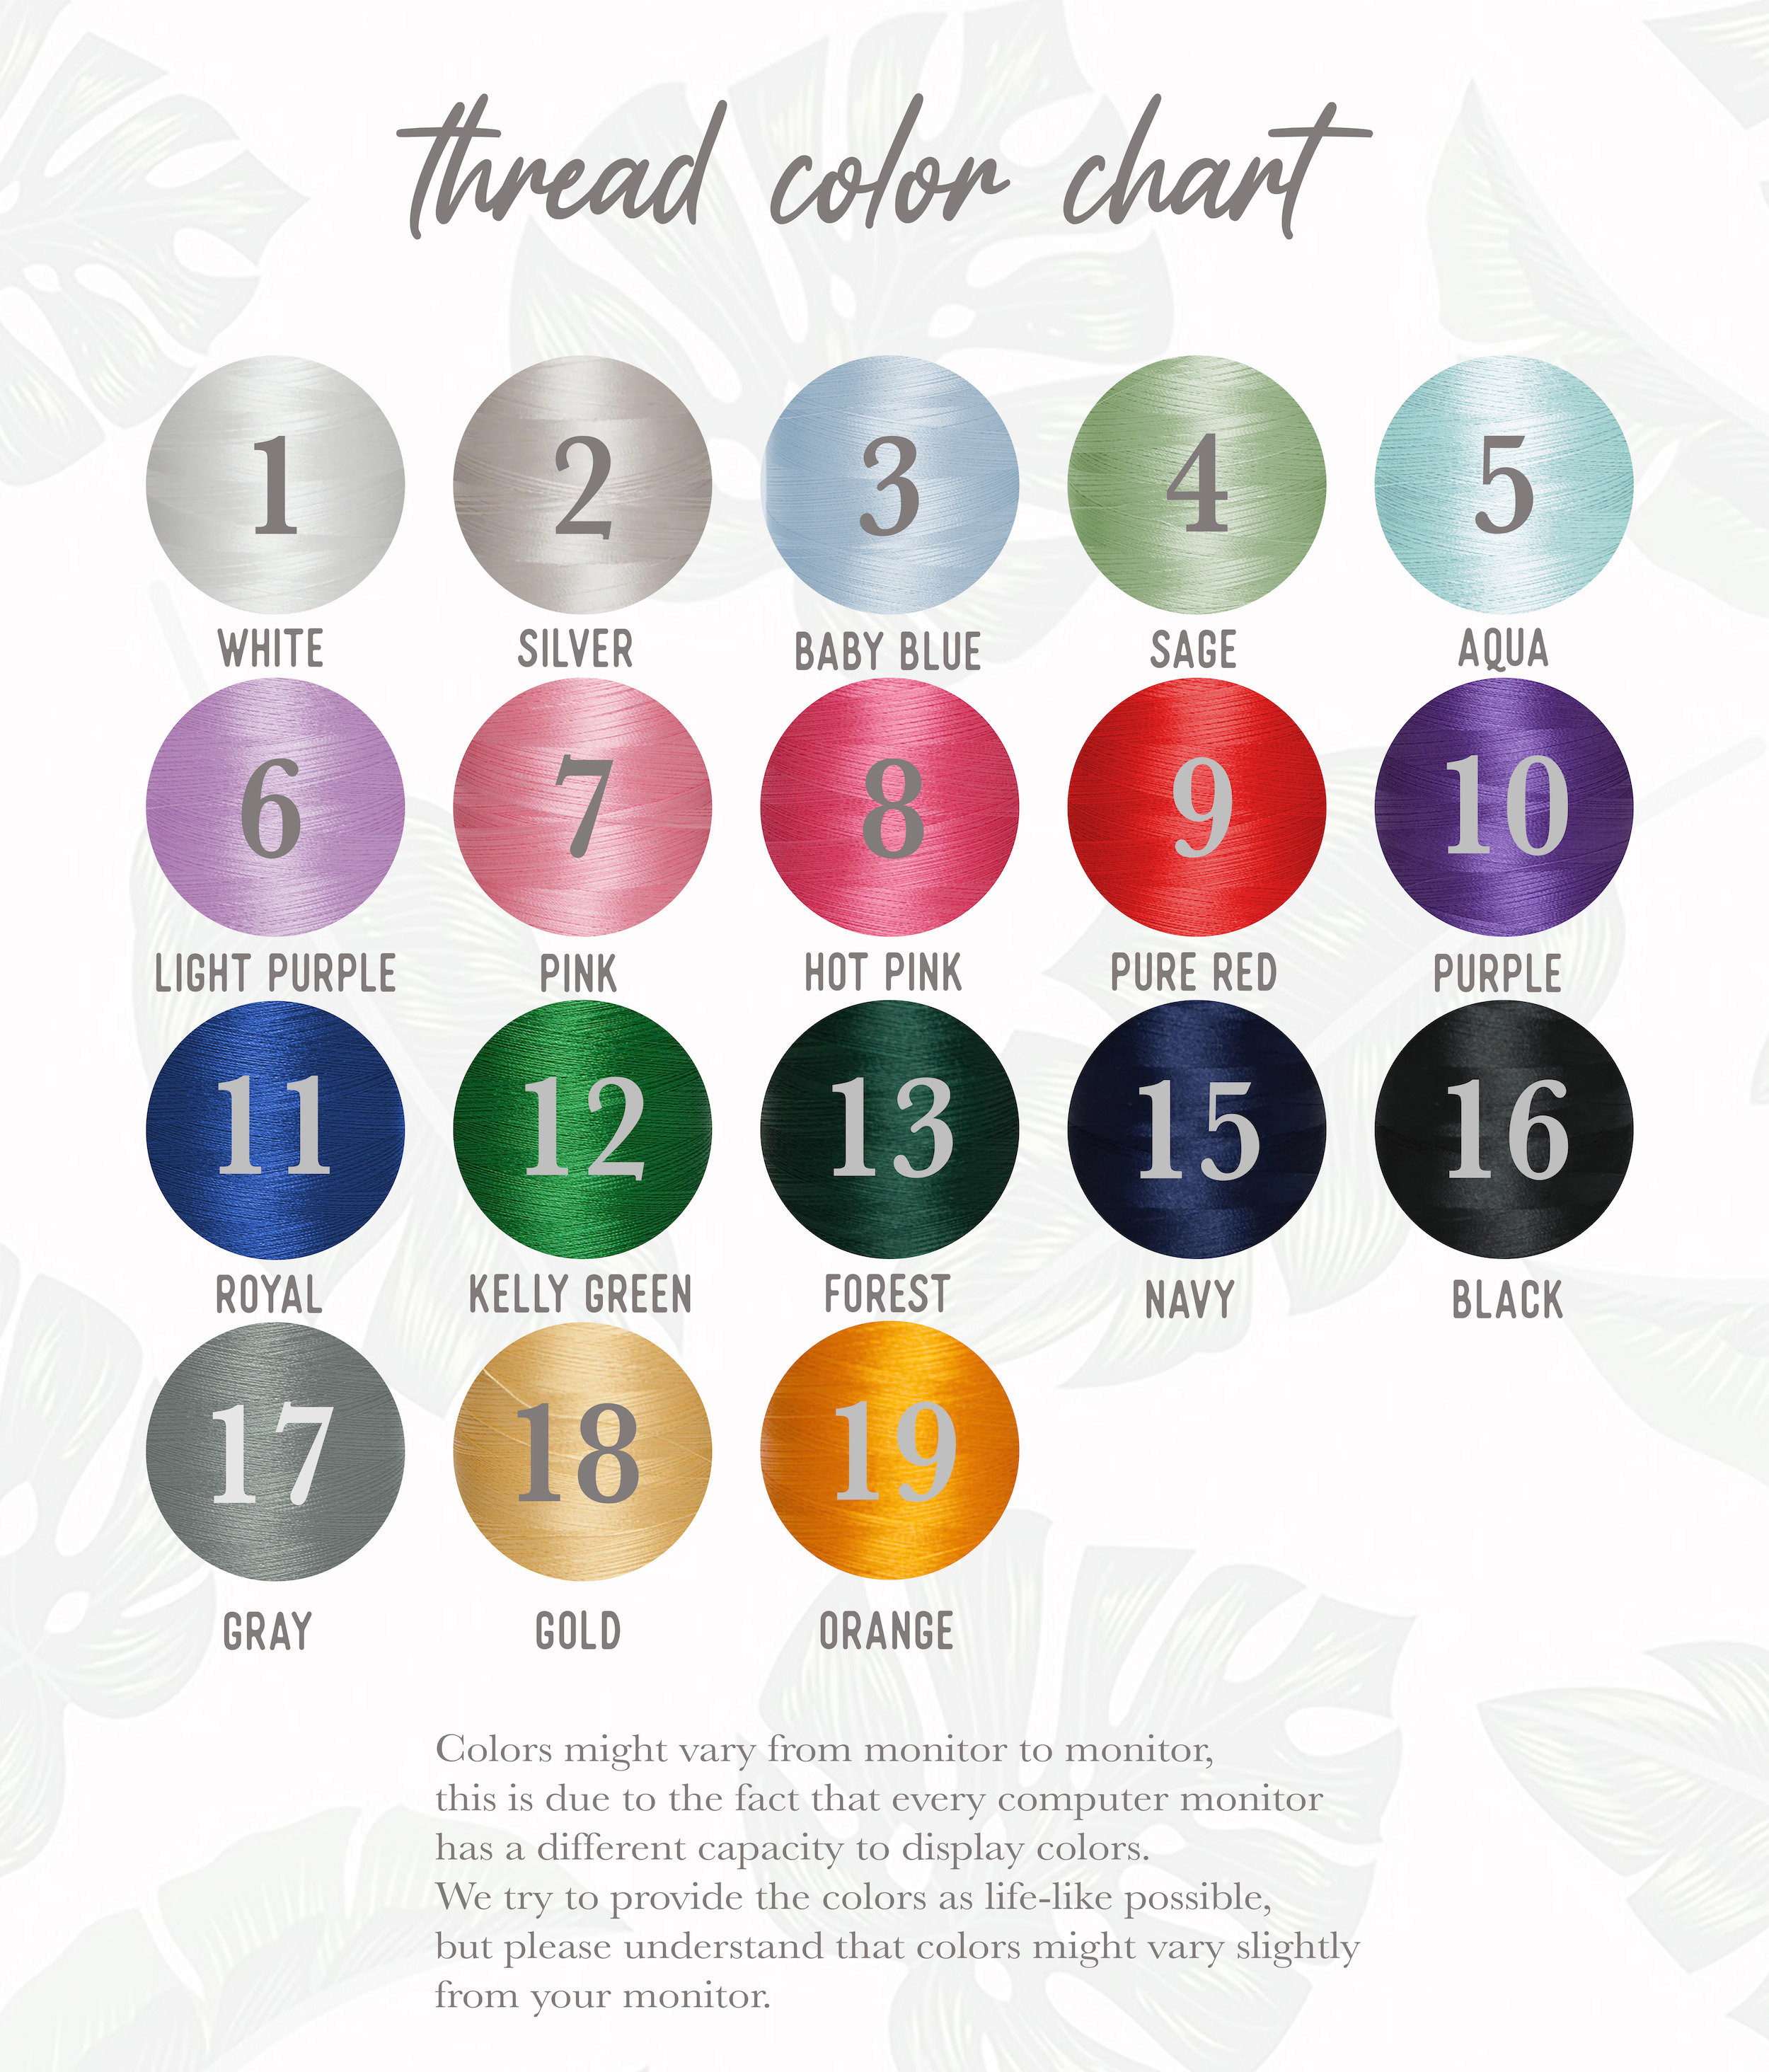 thread color chart
1 2 3 4 5
WHITE SILVER BABY BLUE SAGE AQUA
6 7 8 9 10
LIGHT PURPLE PINK HOT PINK PURE RED PURPLE
11 12 13 15 16
ROYAL KELLY GREEN FOREST NAVY BLACK
17 18 19
GRAY GOLD ORANGE
Colors might vary from monitor to monitor,
this is due to the fact that every computer monitor
has a different capacity to display colors.
We try to provide the colors as life-like possible,
but please understand that colors might vary slightly
from your monitor.